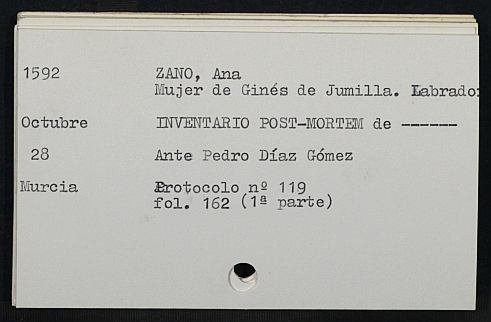 1592 ZANO, Ana
Mujer de Ginés de Jumilla. Labrador
Octubre INVENTARIO POST-MORTEM de ------
28 Ante Pedro Díaz Gómez
Murcia Protocolo nº 119
fol. 162 (1ª parte)